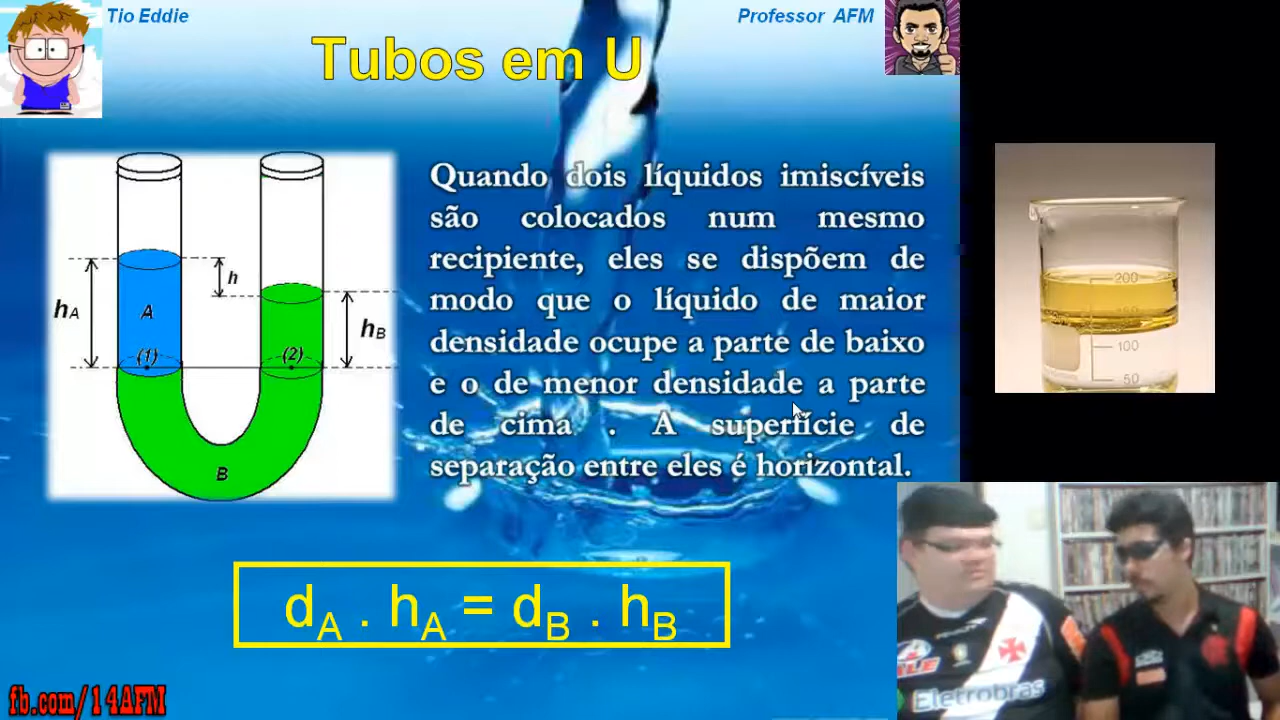 Tio Eddie
Professor AFM
Tubos em U
Quando dois líquidos imiscíveis
são colocados num mesmo
recipiente, eles se dispõem de
modo que o líquido de maior
densidade ocupe a parte de baixo
e o de menor densidade a parte
de cima . A superfície de
separação entre eles é horizontal.
h
hA
A
hB
(1)
(2)
B
200
100
50
dA . hA = dB . hB
Eletrobras
fb.com/14AFM